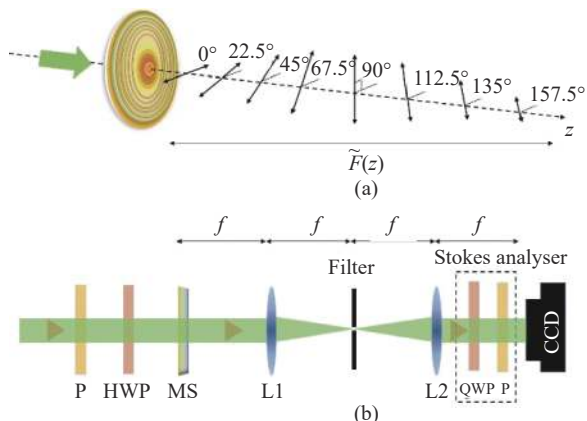 0°
22.5°
45°
67.5°
90°
112.5°
135°
157.5°
z
F̃(z)
(a)
f f f f
Filter
Stokes analyser
CCD
P HWP MS L1 L2 QWP P
(b)